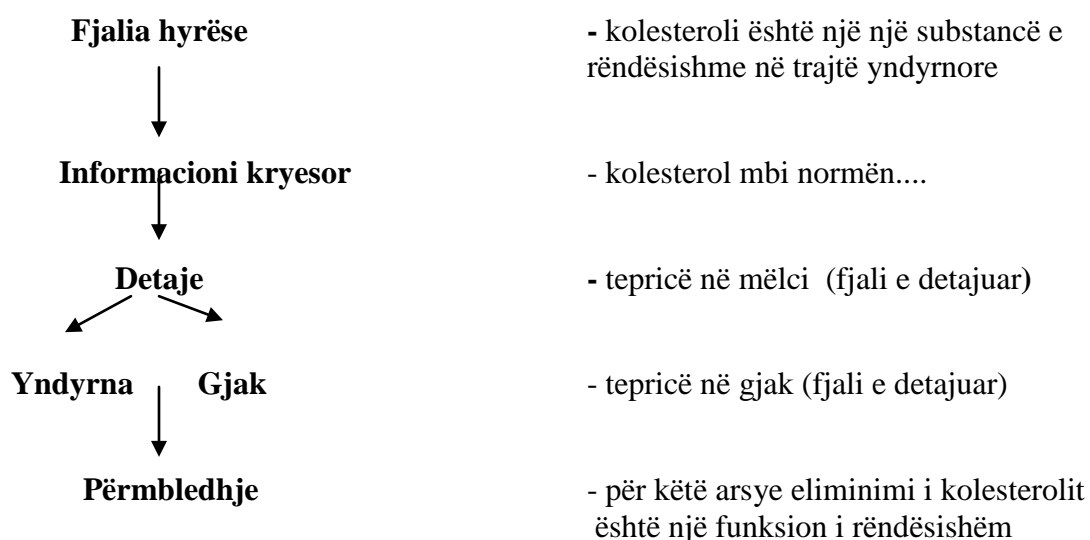 Fjalia hyrëse
- kolesteroli është një një substancë e
rëndësishme në trajtë yndyrnore
Informacioni kryesor
- kolesterol mbi normën....
Detaje
- tepricë në mëlci (fjali e detajuar)
Yndyrna Gjak
- tepricë në gjak (fjali e detajuar)
Përmbledhje
- për këtë arsye eliminimi i kolesterolit
është një funksion i rëndësishëm